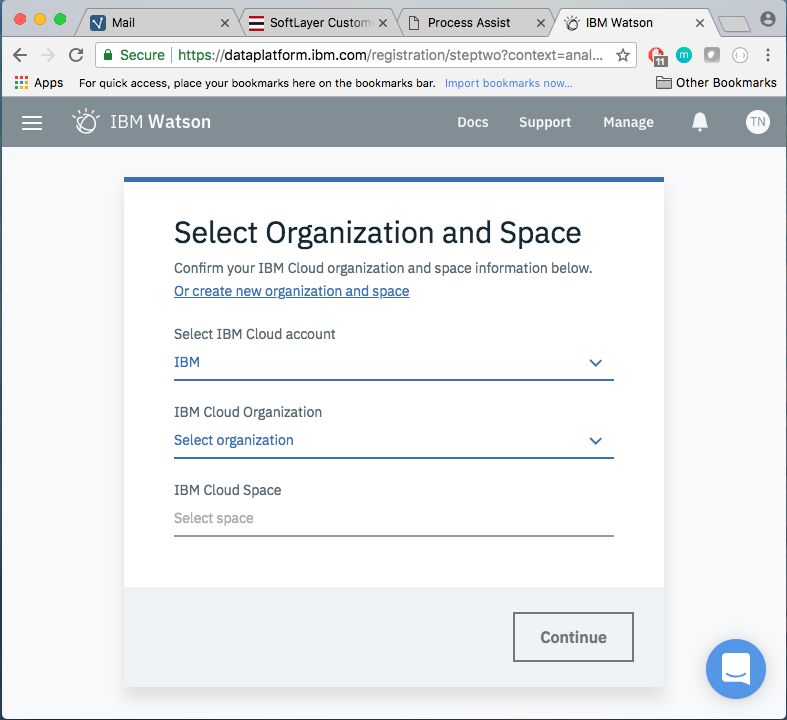 Mail
SoftLayer Custom
Process Assist
IBM Watson
Secure
https://dataplatform.ibm.com/registration/steptwo?context=anal...
11
m
Apps
For quick access, place your bookmarks here on the bookmarks bar.
Import bookmarks now...
Other Bookmarks
IBM Watson
Docs
Support
Manage
TN
Select Organization and Space
Confirm your IBM Cloud organization and space information below.
Or create new organization and space
Select IBM Cloud account
IBM
IBM Cloud Organization
Select organization
IBM Cloud Space
Select space
Continue